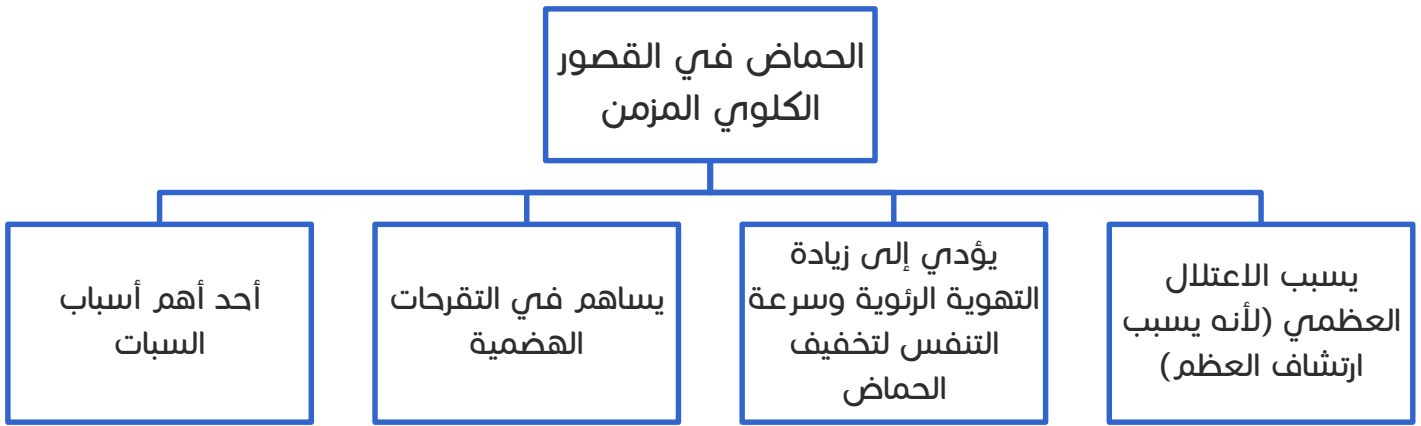 الحماض في القصور
الكلوي المزمن
يسبب الاعتلال
العظمي (لأنه يسبب
ارتشاف العظم)
يؤدي إلى زيادة
التهوية الرئوية وسرعة
التنفس لتخفيف
الحماض
يساهم في التقرحات
الهضمية
أحد أهم أسباب
السبات